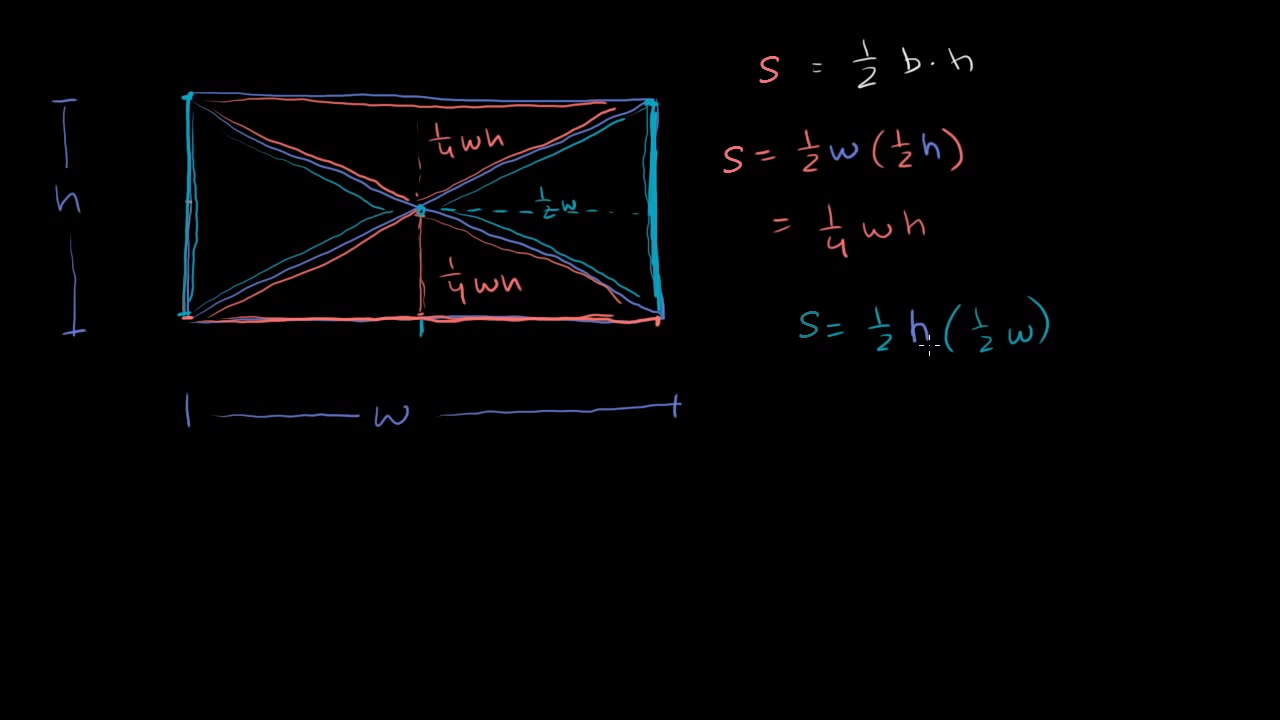 S = 1/2 b · h
S = 1/2 w (1/2 h)
= 1/4 w h
S = 1/2 h (1/2 w)
1/4 wh
1/2 w
1/4 wh
h
w